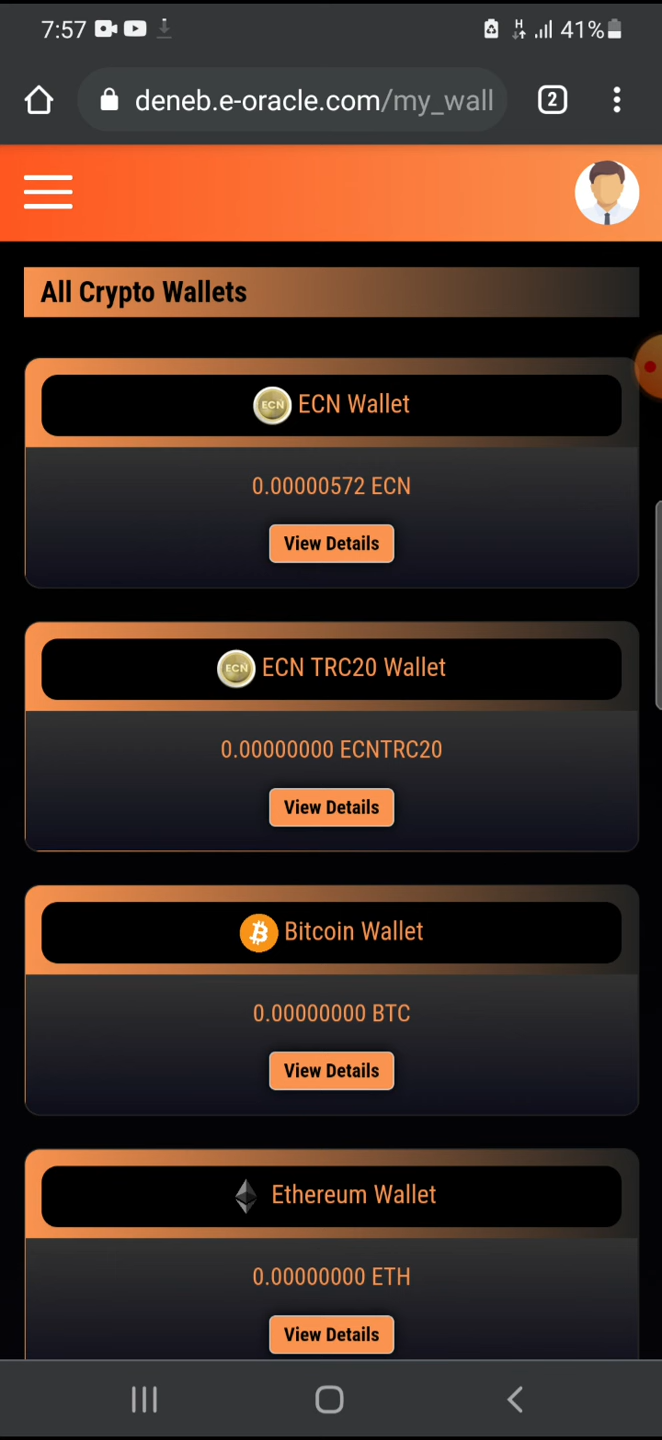 7:57 H 41%
deneb.e-oracle.com/my_wall 2
All Crypto Wallets
ECN ECN Wallet
0.00000572 ECN
View Details
ECN ECN TRC20 Wallet
0.00000000 ECNTRC20
View Details
Bitcoin Wallet
0.00000000 BTC
View Details
Ethereum Wallet
0.00000000 ETH
View Details